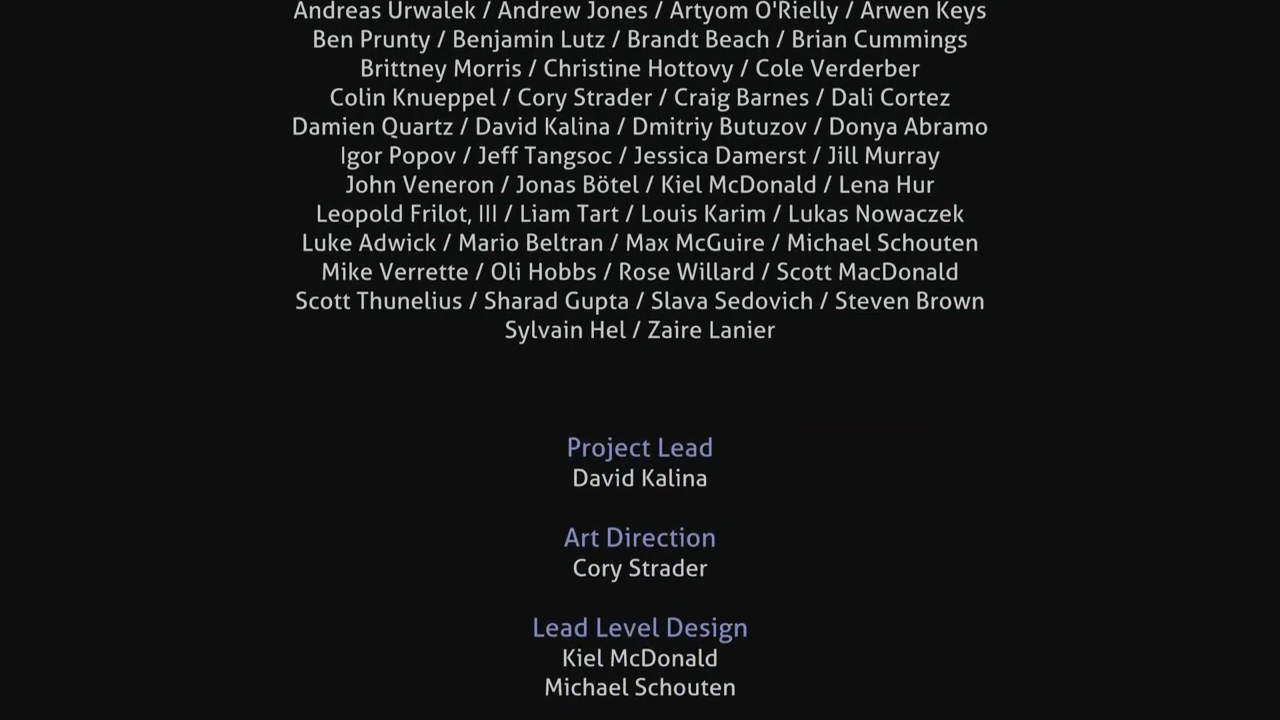 Andreas Urwalek / Andrew Jones / Artyom O'Rielly / Arwen Keys
Ben Prunty / Benjamin Lutz / Brandt Beach / Brian Cummings
Brittney Morris / Christine Hottovy / Cole Verderber
Colin Knueppel / Cory Strader / Craig Barnes / Dali Cortez
Damien Quartz / David Kalina / Dmitriy Butuzov / Donya Abramo
Igor Popov / Jeff Tangsoc / Jessica Damerst / Jill Murray
John Veneron / Jonas Bötel / Kiel McDonald / Lena Hur
Leopold Frilot, III / Liam Tart / Louis Karim / Lukas Nowaczek
Luke Adwick / Mario Beltran / Max McGuire / Michael Schouten
Mike Verrette / Oli Hobbs / Rose Willard / Scott MacDonald
Scott Thunelius / Sharad Gupta / Slava Sedovich / Steven Brown
Sylvain Hel / Zaire Lanier
Project Lead
David Kalina
Art Direction
Cory Strader
Lead Level Design
Kiel McDonald
Michael Schouten